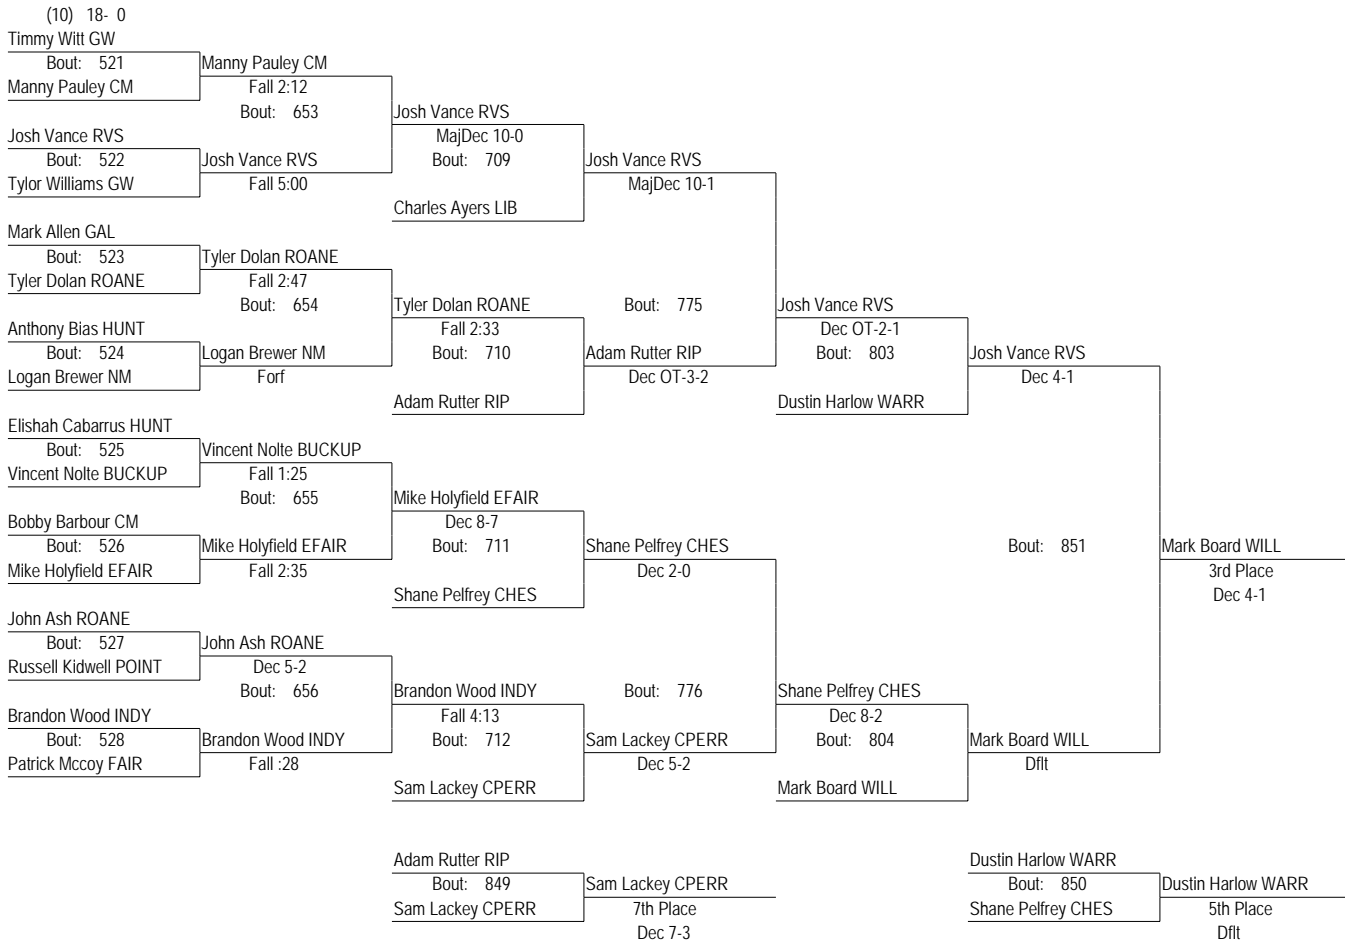 (10) 18- 0
Timmy Witt GW
Bout: 521
Manny Pauley CM
Manny Pauley CM
Fall 2:12
Bout: 653
Josh Vance RVS
Josh Vance RVS
MajDec 10-0
Bout: 522
Josh Vance RVS
Bout: 709
Josh Vance RVS
Tylor Williams GW
Fall 5:00
MajDec 10-1
Charles Ayers LIB
Mark Allen GAL
Bout: 523
Tyler Dolan ROANE
Tyler Dolan ROANE
Fall 2:47
Bout: 654
Tyler Dolan ROANE
Bout: 775
Josh Vance RVS
Anthony Bias HUNT
Fall 2:33
Dec OT-2-1
Bout: 524
Logan Brewer NM
Bout: 710
Adam Rutter RIP
Bout: 803
Josh Vance RVS
Logan Brewer NM
Forf
Dec OT-3-2
Dec 4-1
Adam Rutter RIP
Dustin Harlow WARR
Elishah Cabarrus HUNT
Bout: 525
Vincent Nolte BUCKUP
Vincent Nolte BUCKUP
Fall 1:25
Bout: 655
Mike Holyfield EFAIR
Bobby Barbour CM
Dec 8-7
Bout: 526
Mike Holyfield EFAIR
Bout: 711
Shane Pelfrey CHES
Bout: 851
Mark Board WILL
Mike Holyfield EFAIR
Fall 2:35
Dec 2-0
3rd Place
Shane Pelfrey CHES
Dec 4-1
John Ash ROANE
Bout: 527
John Ash ROANE
Russell Kidwell POINT
Dec 5-2
Bout: 656
Brandon Wood INDY
Bout: 776
Shane Pelfrey CHES
Brandon Wood INDY
Fall 4:13
Dec 8-2
Bout: 528
Brandon Wood INDY
Bout: 712
Sam Lackey CPERR
Bout: 804
Mark Board WILL
Patrick Mccoy FAIR
Fall :28
Dec 5-2
Dflt
Sam Lackey CPERR
Mark Board WILL
Adam Rutter RIP
Dustin Harlow WARR
Bout: 849
Sam Lackey CPERR
Bout: 850
Dustin Harlow WARR
Sam Lackey CPERR
7th Place
Shane Pelfrey CHES
5th Place
Dec 7-3
Dflt